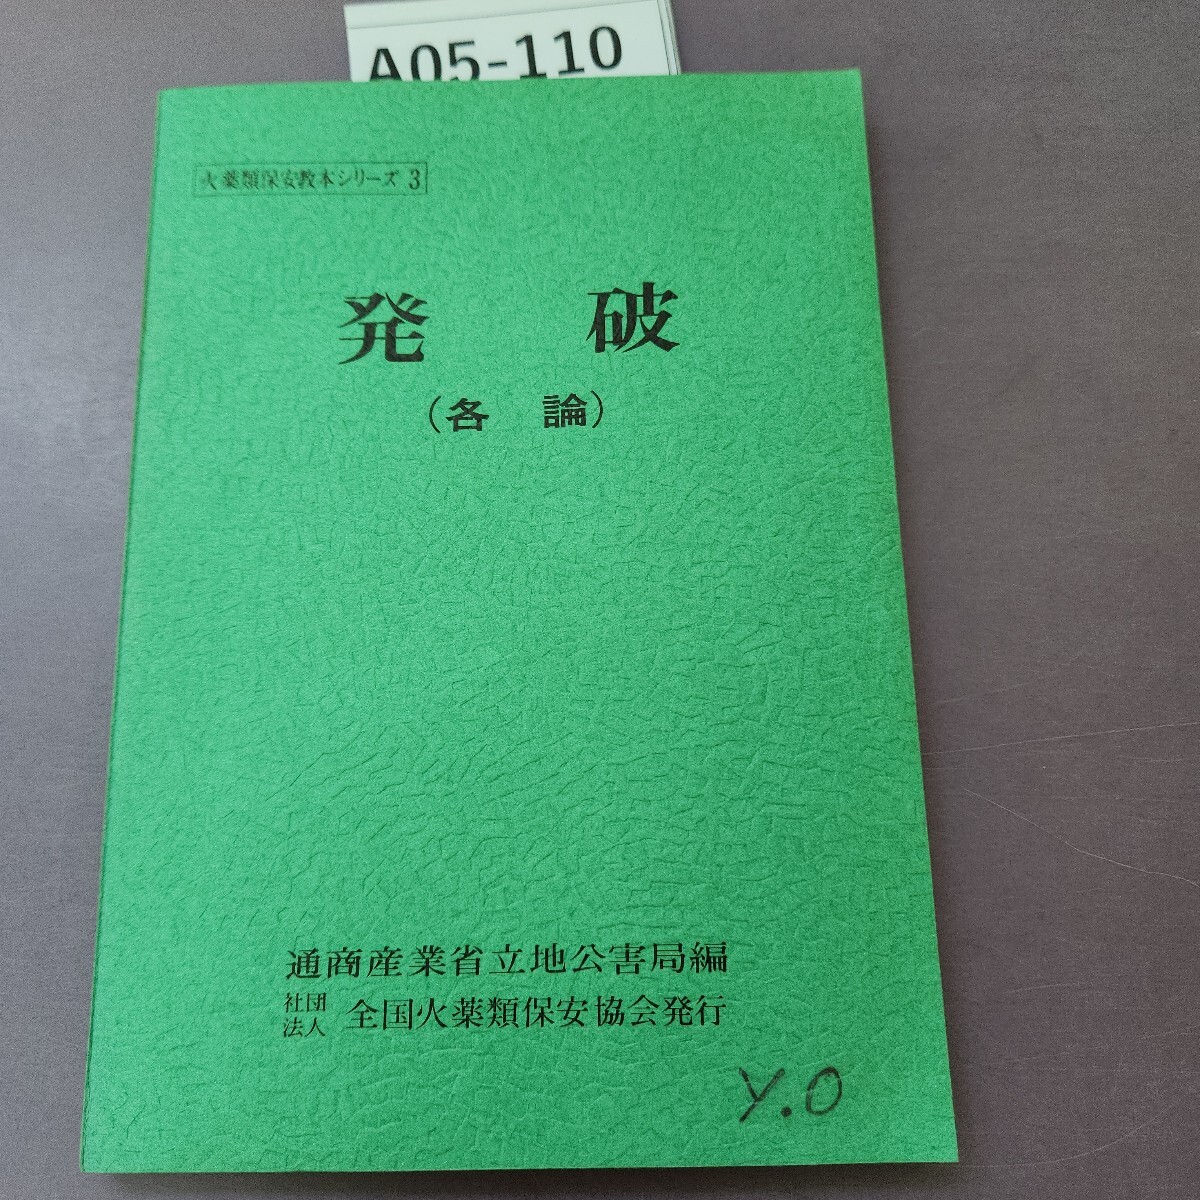 A05-110
火薬類保安教本シリーズ 3
発破
(各論)
通商産業省立地公害局編
社団法人 全国火薬類保安協会発行
Y.O